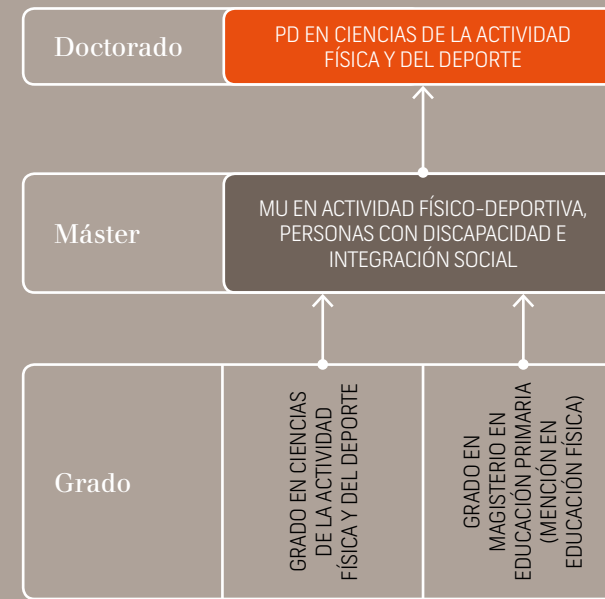 Doctorado
PD EN CIENCIAS DE LA ACTIVIDAD
FÍSICA Y DEL DEPORTE
Máster
MU EN ACTIVIDAD FÍSICO-DEPORTIVA,
PERSONAS CON DISCAPACIDAD E
INTEGRACIÓN SOCIAL
Grado
GRADO EN CIENCIAS
DE LA ACTIVIDAD
FÍSICA Y DEL DEPORTE
GRADO EN
MAGISTERIO EN
EDUCACIÓN PRIMARIA
(MENCIÓN EN
EDUCACIÓN FÍSICA)